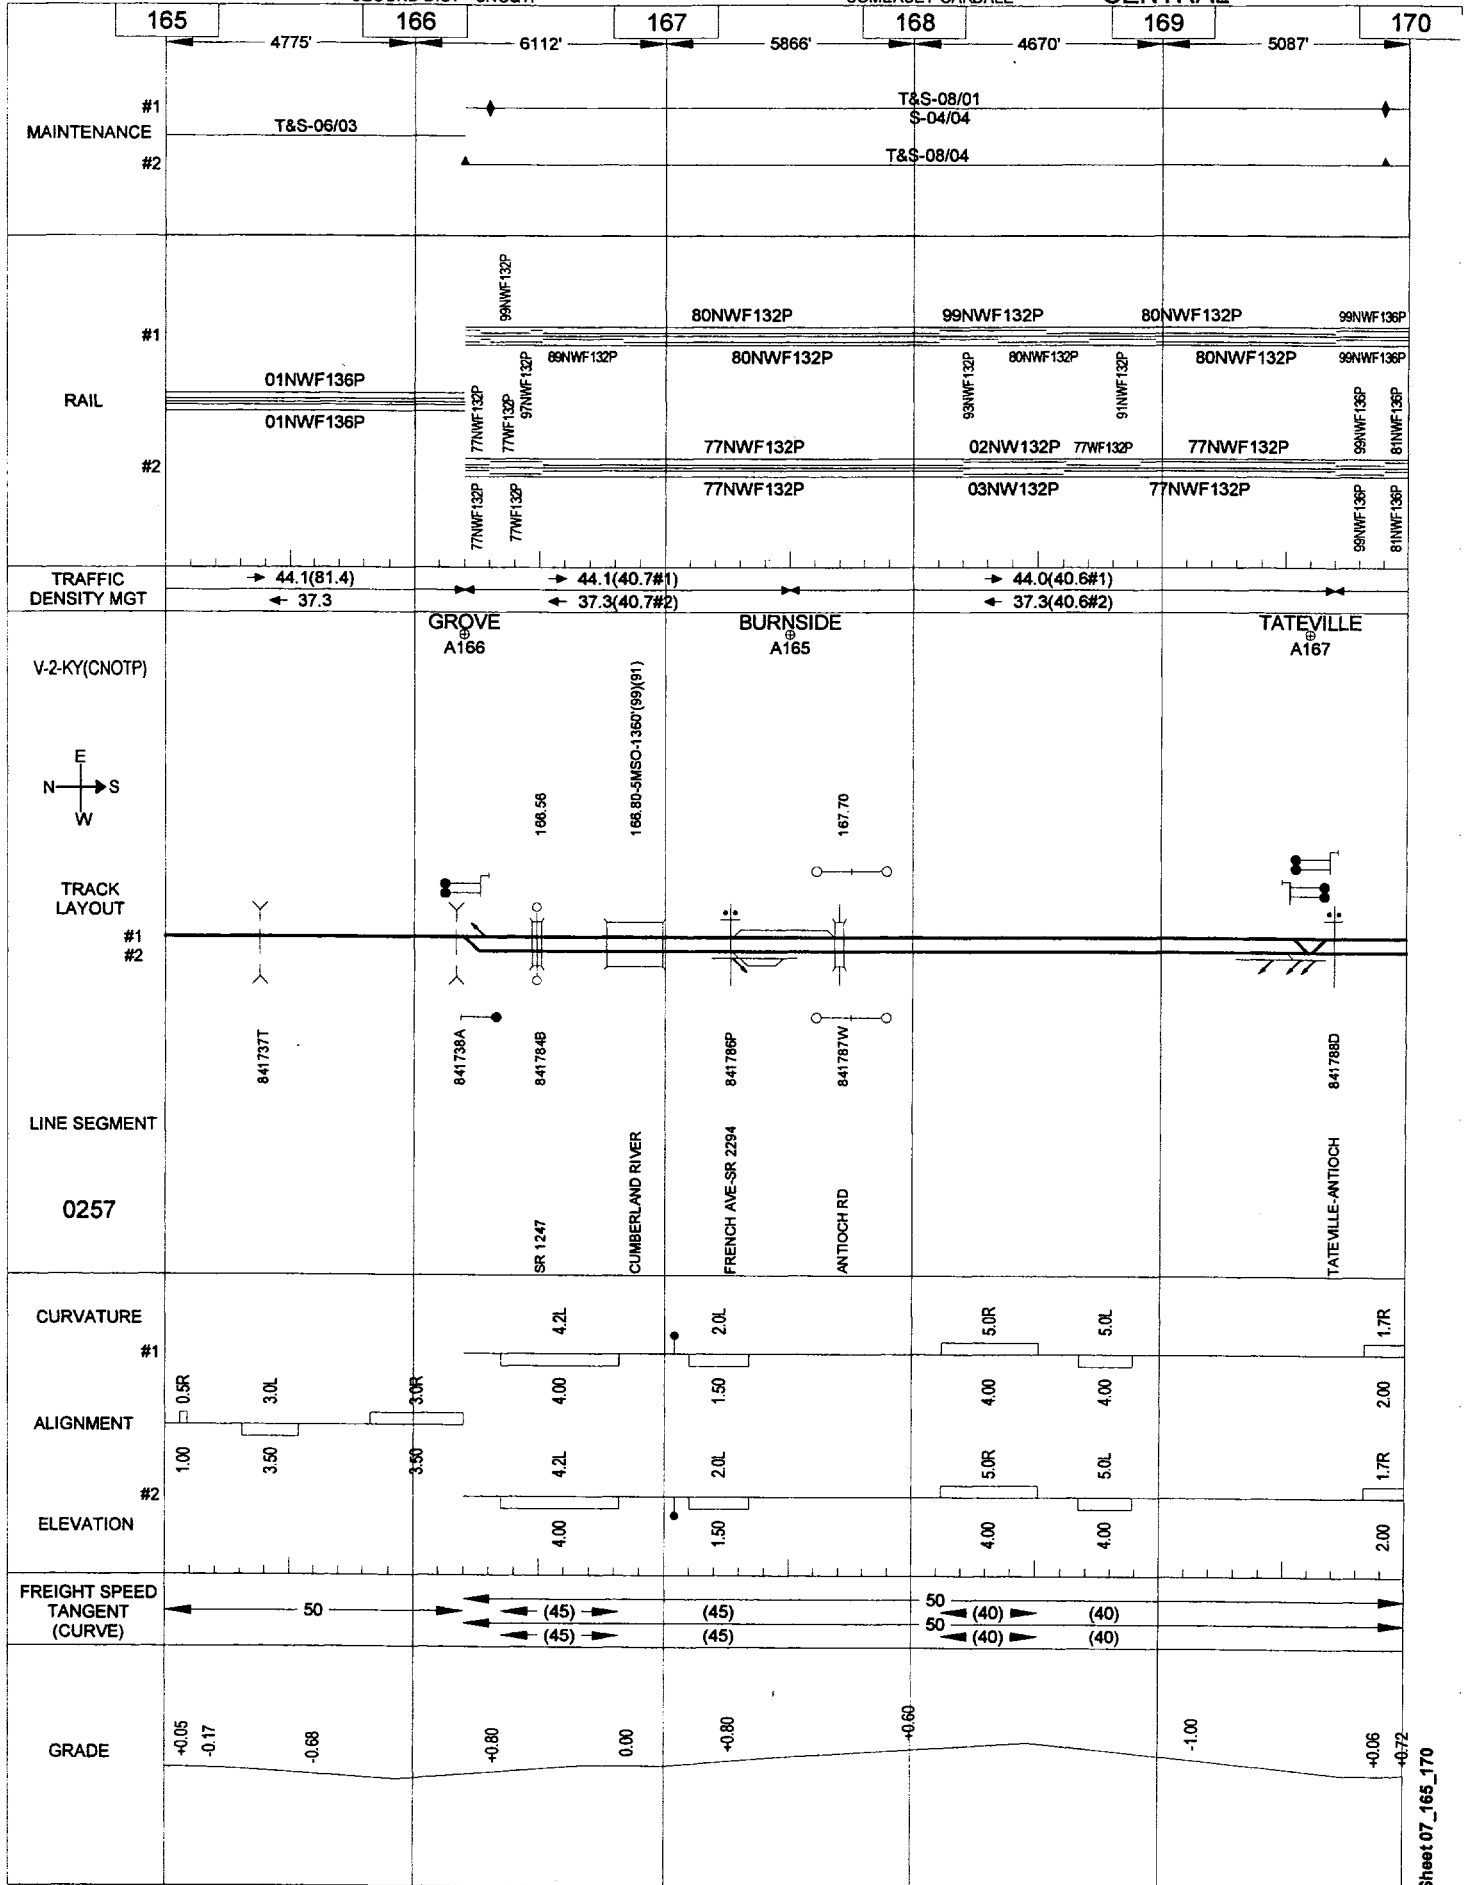 165 166 167 168 169 170
4775' 6112' 5866' 4670' 5087'
MAINTENANCE
#1
#2
T&S-06/03
T&S-08/01
S-04/04
T&S-08/04
RAIL
#1
#2
01NWF136P
01NWF136P
99NWF132P
80NWF132P 99NWF132P 80NWF132P 99NWF136P
89NWF132P 80NWF132P 80NWF132P 80NWF132P 99NWF136P
97NWF132P
93NWF132P
91NWF132P
77NWF132P
77WF132P
99NWF136P
81NWF136P
77NWF132P 02NW132P 77WF132P 77NWF132P
77NWF132P 03NW132P 77NWF132P
77NWF132P
77WF132P
99NWF136P
81NWF136P
TRAFFIC
DENSITY MGT
44.1(81.4) 44.1(40.7#1) 44.0(40.6#1)
37.3 37.3(40.7#2) 37.3(40.6#2)
GROVE BURNSIDE TATEVILLE
A166 A165 A167
V-2-KY(CNOTP)
166.56
166.80-5MSO-1360'(99)(91)
167.70
E
N S
W
TRACK
LAYOUT
#1
#2
841737T
841738A
841784B
841786P
841787W
841788D
LINE SEGMENT
0257
SR 1247
CUMBERLAND RIVER
FRENCH AVE-SR 2294
ANTIOCH RD
TATEVILLE-ANTIOCH
CURVATURE
#1
4.2L 2.0L 5.0R 5.0L 1.7R
4.00 1.50 4.00 4.00 2.00
ALIGNMENT
0.5R 3.0L 3.0R
1.00 3.50 3.50
#2
ELEVATION
4.2L 2.0L 5.0R 5.0L 1.7R
4.00 1.50 4.00 4.00 2.00
FREIGHT SPEED
TANGENT
(CURVE)
50 50
(45) (45) (40) (40)
50
(45) (45) (40) (40)
GRADE
+0.05 -0.17 -0.68 +0.80 0.00 +0.80 +0.60 -1.00 +0.06 +0.72
Sheet 07_165_170